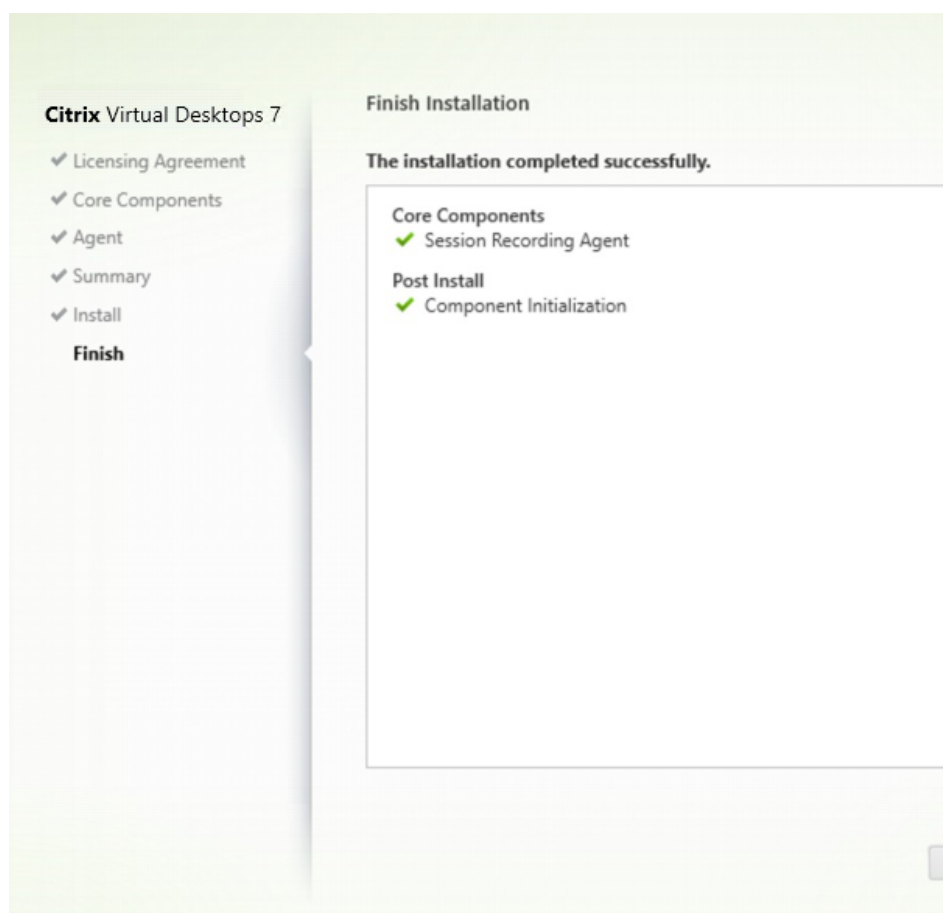 Citrix Virtual Desktops 7
Licensing Agreement
Core Components
Agent
Summary
Install
Finish
Finish Installation
The installation completed successfully.
Core Components
Session Recording Agent
Post Install
Component Initialization